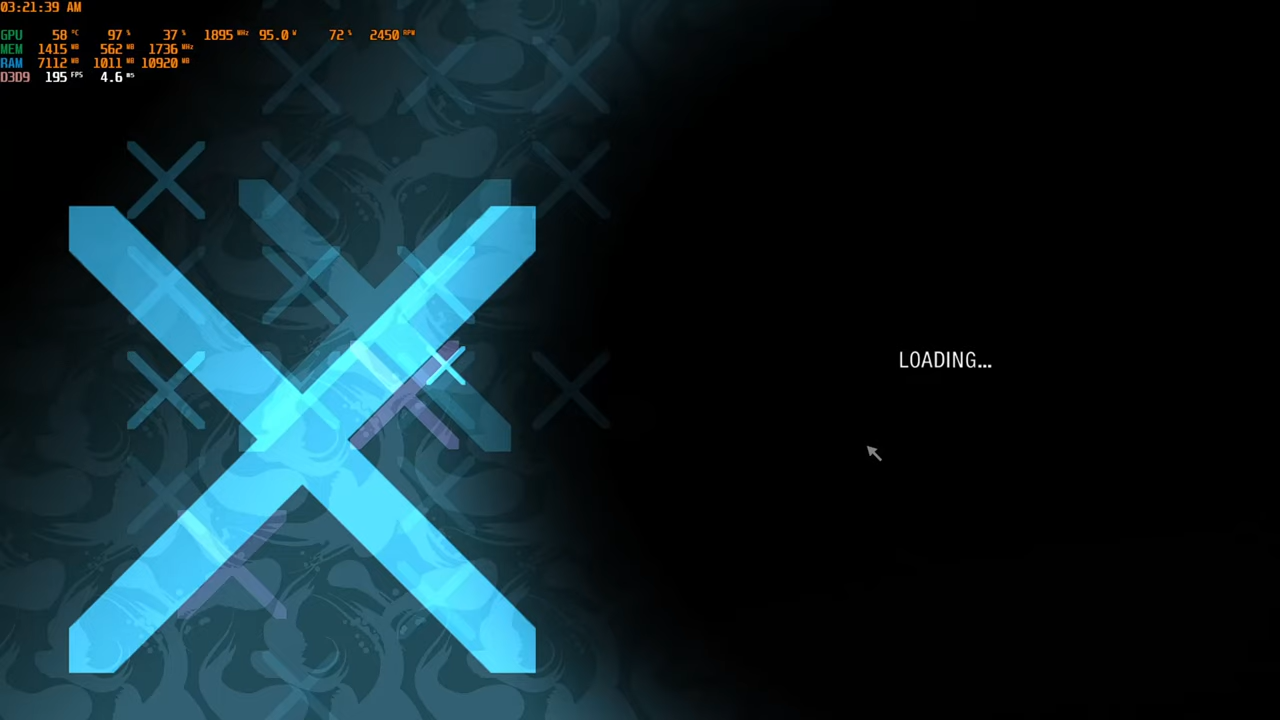 03:21:39 AM
GPU 58 °C 97 % 37 % 1895 MHz 95.0 W 72 % 2450 RPM
MEM 1415 MB 562 MB 1736 MHz
RAM 7112 MB 1011 MB 10920 MB
D3D9 195 FPS 4.6 ms
LOADING...